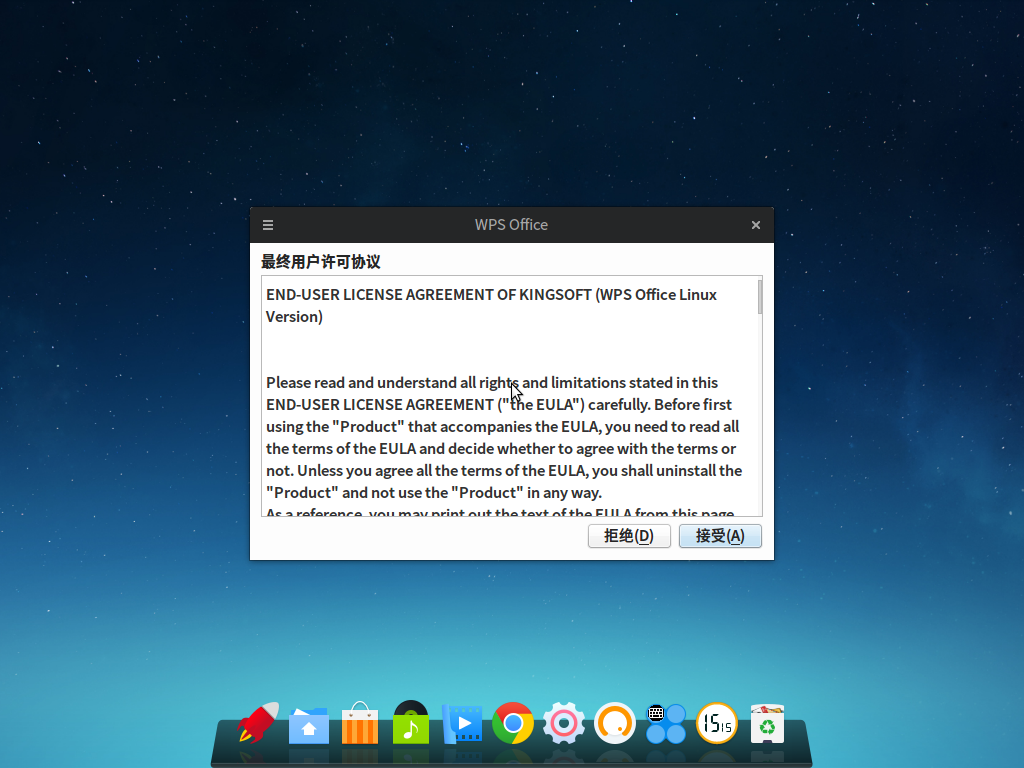 WPS Office
最终用户许可协议
END-USER LICENSE AGREEMENT OF KINGSOFT (WPS Office Linux
Version)
Please read and understand all rights and limitations stated in this
END-USER LICENSE AGREEMENT ("the EULA") carefully. Before first
using the "Product" that accompanies the EULA, you need to read all
the terms of the EULA and decide whether to agree with the terms or
not. Unless you agree all the terms of the EULA, you shall uninstall the
"Product" and not use the "Product" in any way.
As a reference, you may print out the text of the EULA from this page
拒绝(D) 接受(A)
15 15